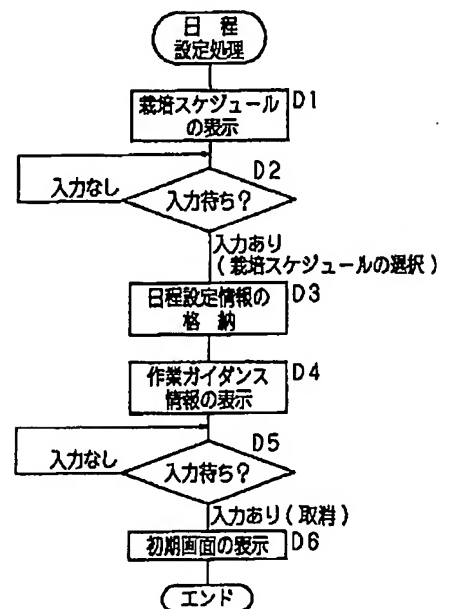 日 程
設定処理
栽培スケジュール
の表示
D1
D2
入力なし
入力待ち?
入力あり
(栽培スケジュールの選択)
日程設定情報の
格 納
D3
作業ガイダンス
情報の表示
D4
D5
入力なし
入力待ち?
入力あり(取消)
初期画面の表示
D6
エンド